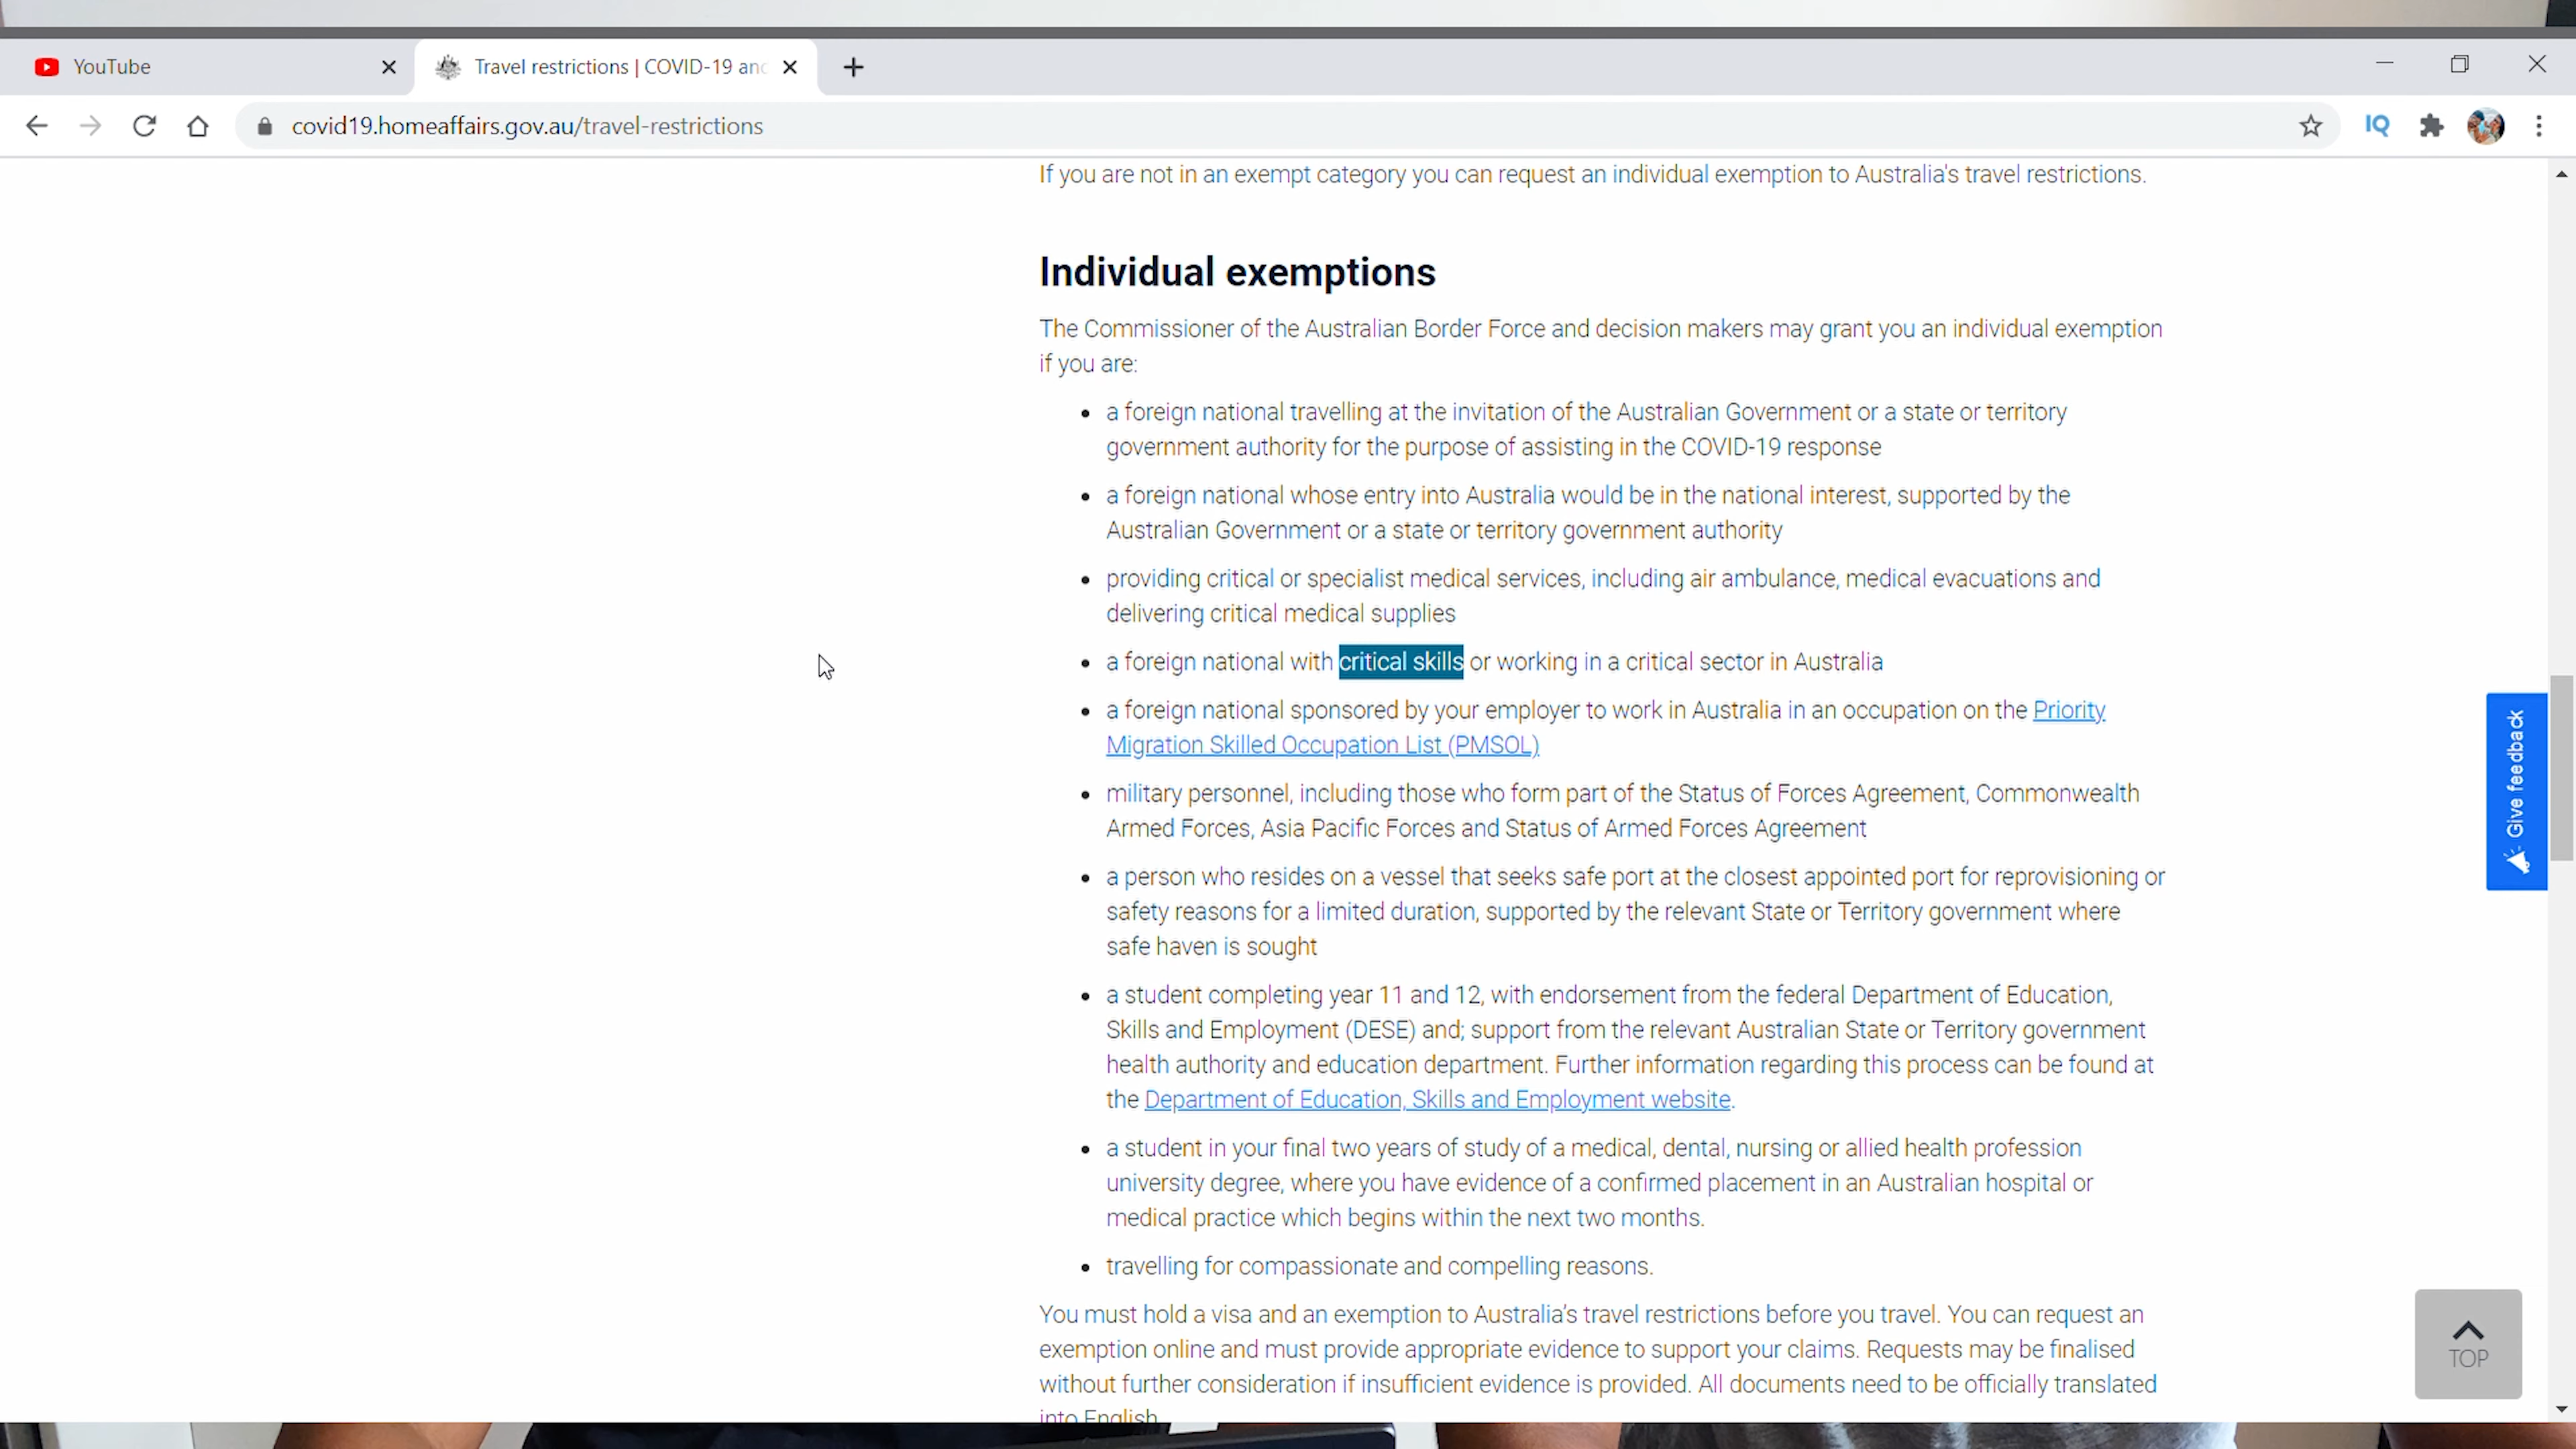 YouTube
Travel restrictions | COVID-19 and
covid19.homeaffairs.gov.au/travel-restrictions
IQ
If you are not in an exempt category you can request an individual exemption to Australia's travel restrictions.
Individual exemptions
The Commissioner of the Australian Border Force and decision makers may grant you an individual exemption
if you are:
• a foreign national travelling at the invitation of the Australian Government or a state or territory
government authority for the purpose of assisting in the COVID-19 response
• a foreign national whose entry into Australia would be in the national interest, supported by the
Australian Government or a state or territory government authority
• providing critical or specialist medical services, including air ambulance, medical evacuations and
delivering critical medical supplies
• a foreign national with critical skills or working in a critical sector in Australia
• a foreign national sponsored by your employer to work in Australia in an occupation on the Priority
Migration Skilled Occupation List (PMSOL)
• military personnel, including those who form part of the Status of Forces Agreement, Commonwealth
Armed Forces, Asia Pacific Forces and Status of Armed Forces Agreement
• a person who resides on a vessel that seeks safe port at the closest appointed port for reprovisioning or
safety reasons for a limited duration, supported by the relevant State or Territory government where
safe haven is sought
• a student completing year 11 and 12, with endorsement from the federal Department of Education,
Skills and Employment (DESE) and; support from the relevant Australian State or Territory government
health authority and education department. Further information regarding this process can be found at
the Department of Education, Skills and Employment website.
• a student in your final two years of study of a medical, dental, nursing or allied health profession
university degree, where you have evidence of a confirmed placement in an Australian hospital or
medical practice which begins within the next two months.
• travelling for compassionate and compelling reasons.
You must hold a visa and an exemption to Australia's travel restrictions before you travel. You can request an
exemption online and must provide appropriate evidence to support your claims. Requests may be finalised
without further consideration if insufficient evidence is provided. All documents need to be officially translated
into English
Give feedback
TOP